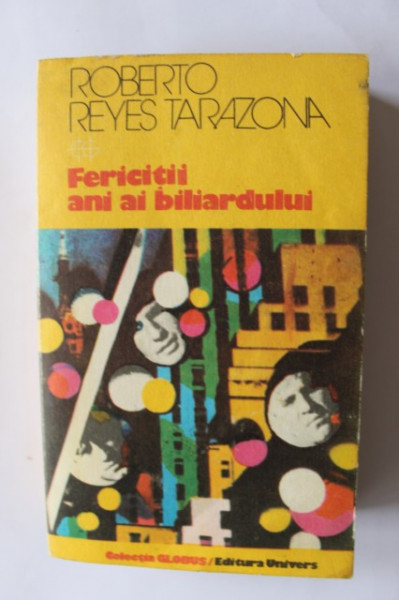 ROBERTO
REYES TARAZONA
Fericiții
ani ai biliardului
Colecția GLOBUS/Editura Univers